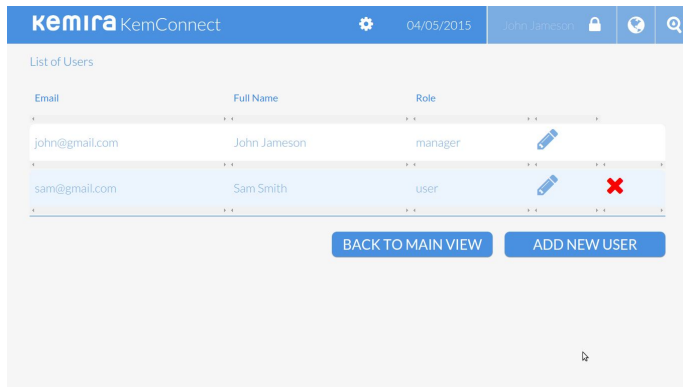 kemira KemConnect 04/05/2015 John Jameson
List of Users
Email Full Name Role
john@gmail.com John Jameson manager
sam@gmail.com Sam Smith user
BACK TO MAIN VIEW ADD NEW USER